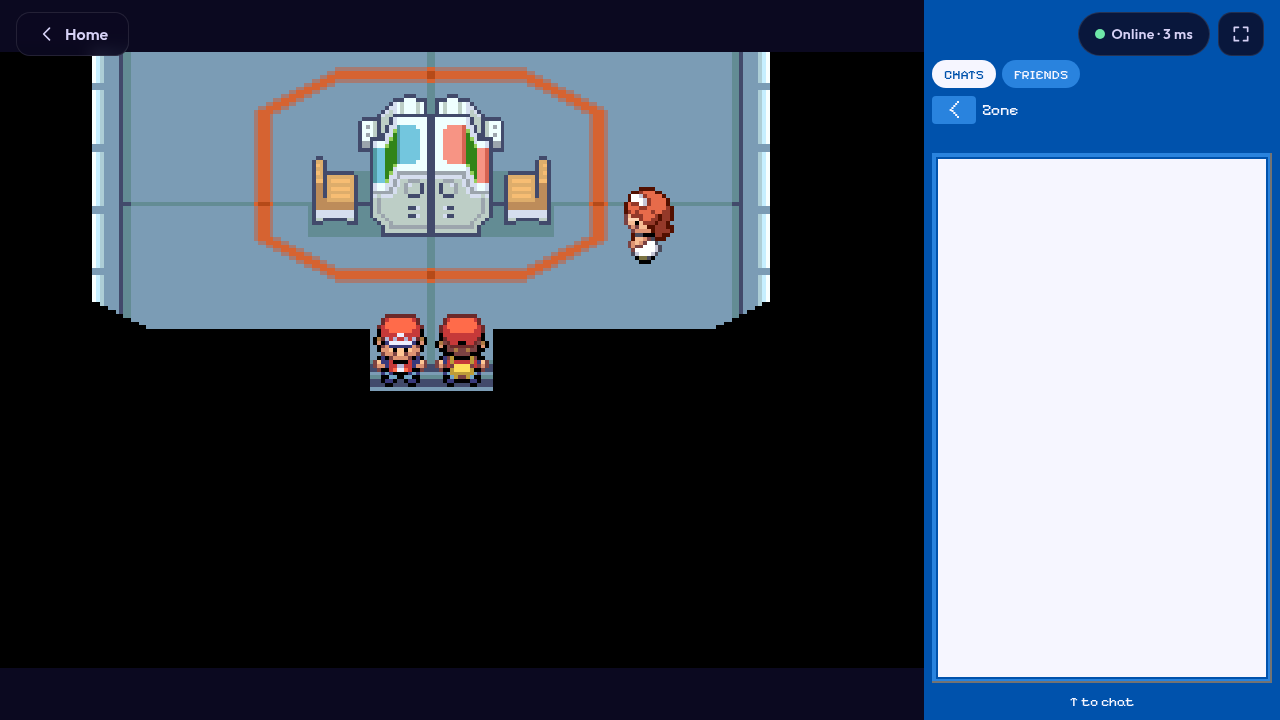 Home
Online · 3 ms
CHATS
FRIENDS
Zone
↑ to chat